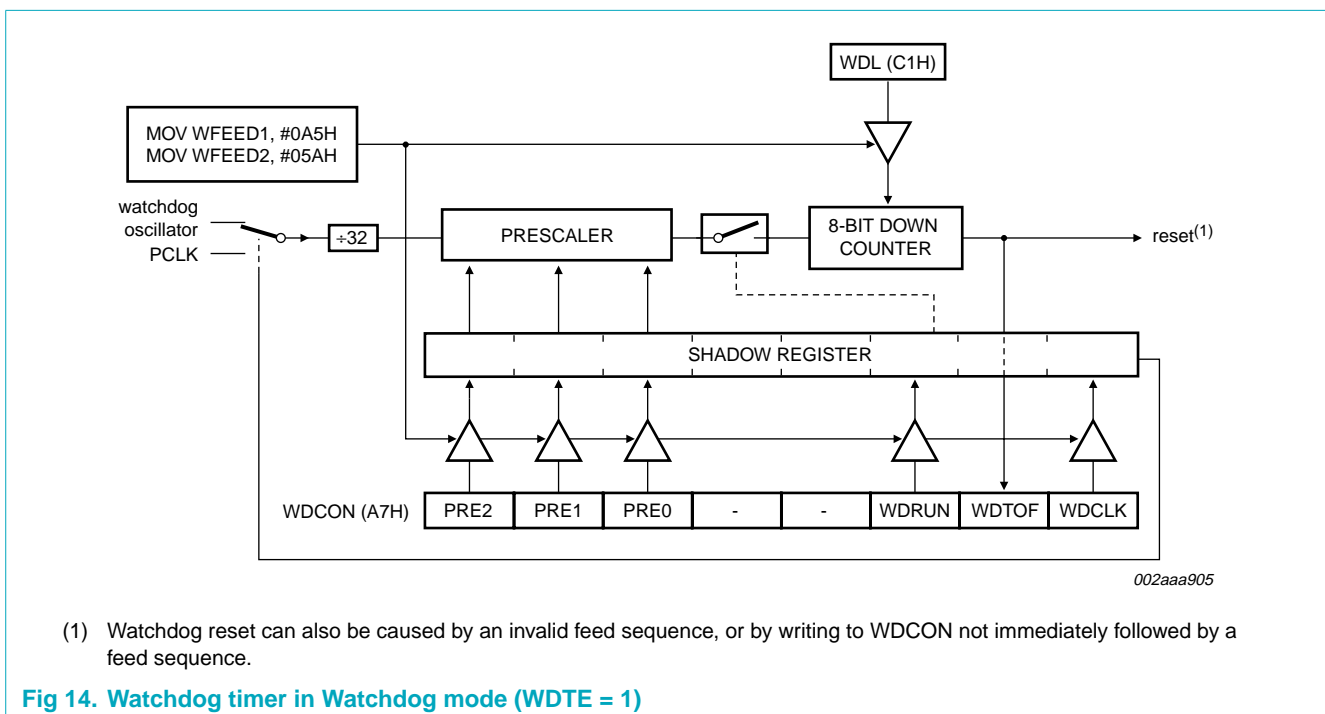 WDL (C1H)
MOV WFEED1, #0A5H
MOV WFEED2, #05AH
watchdog
oscillator
PCLK
÷32
PRESCALER
8-BIT DOWN
COUNTER
reset(1)
SHADOW REGISTER
WDCON (A7H)
PRE2
PRE1
PRE0
-
-
WDRUN
WDTOF
WDCLK
002aaa905
(1) Watchdog reset can also be caused by an invalid feed sequence, or by writing to WDCON not immediately followed by a
feed sequence.
Fig 14. Watchdog timer in Watchdog mode (WDTE = 1)